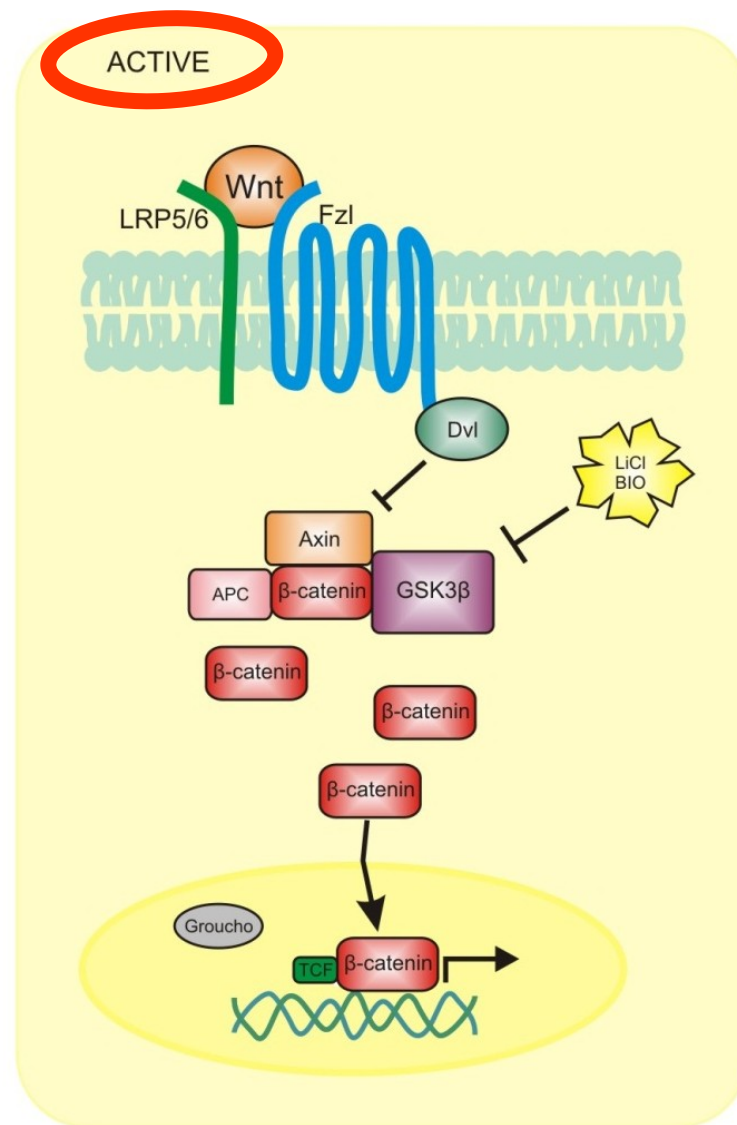 ACTIVE
Wnt
LRP5/6
Fzl
Dvl
LiCl
BIO
Axin
APC
β-catenin
GSK3β
β-catenin
β-catenin
β-catenin
Groucho
TCF
β-catenin